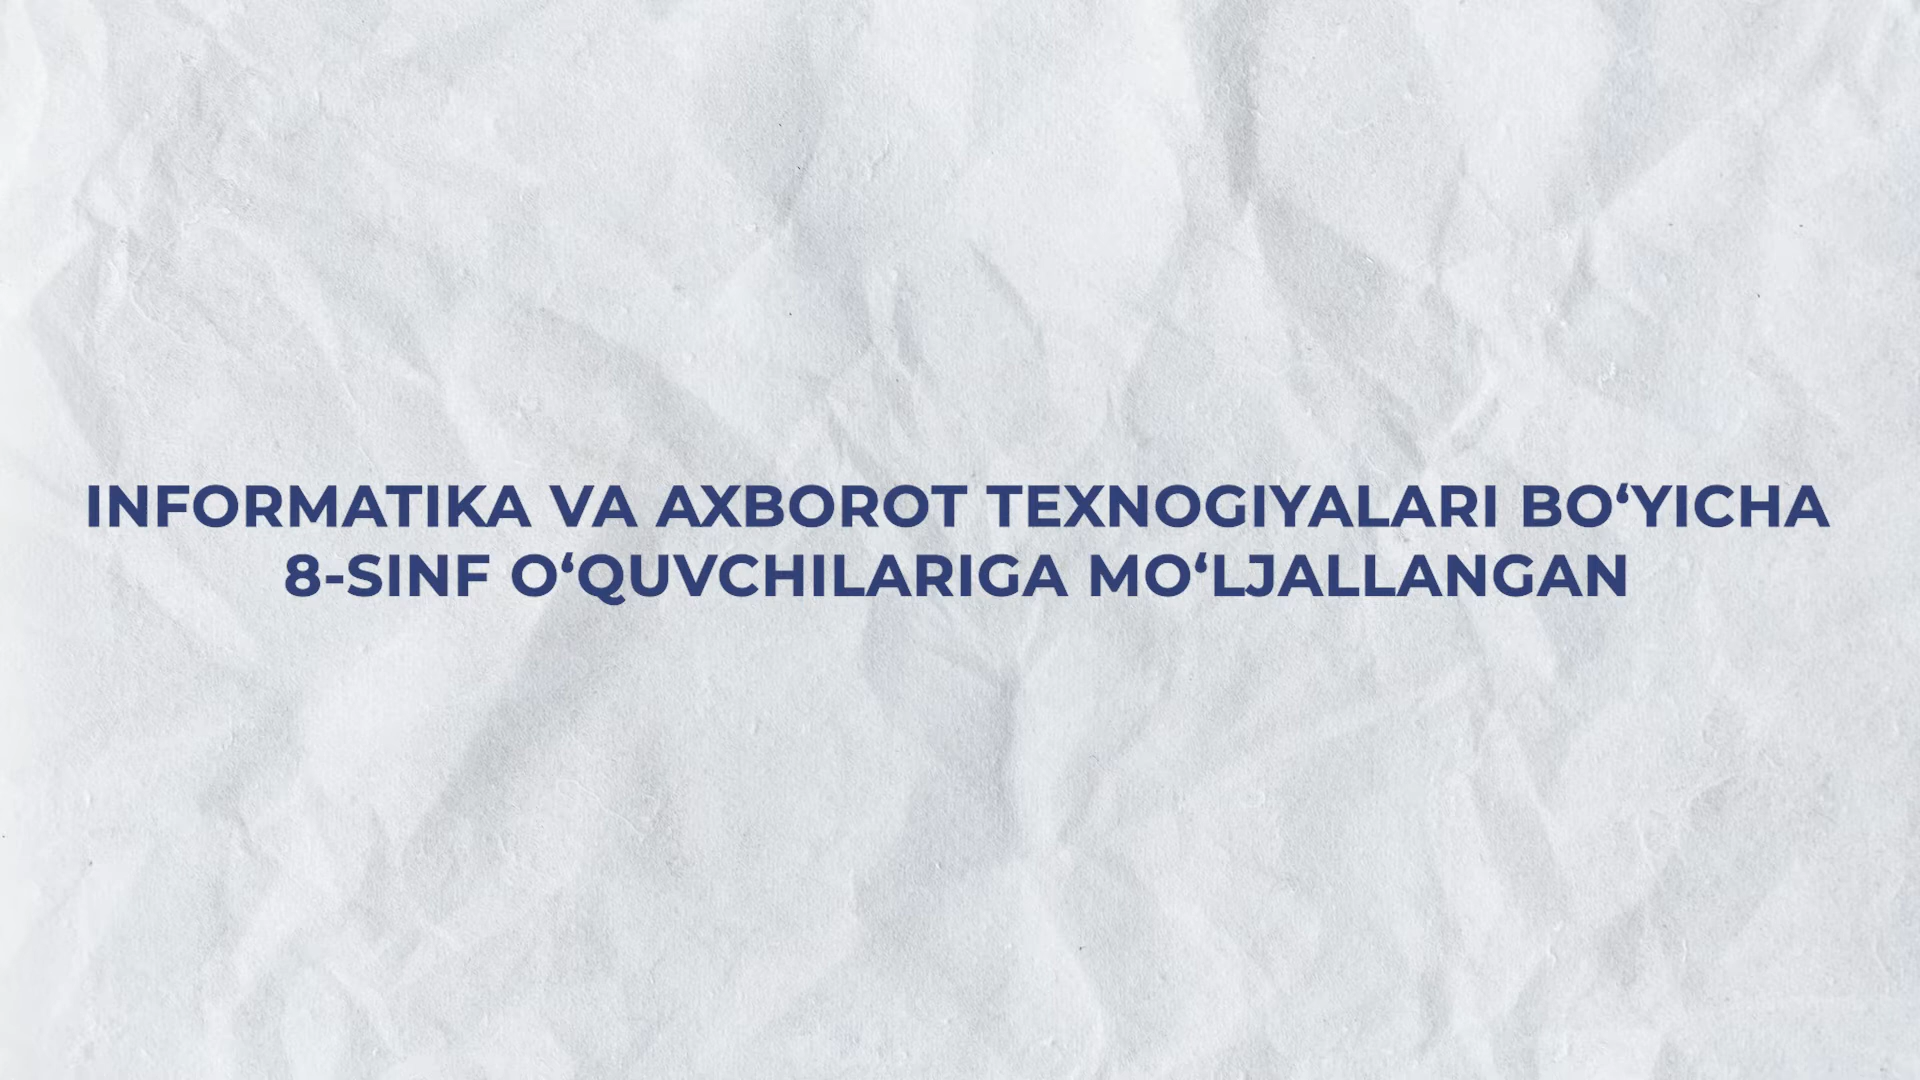 INFORMATIKA VA AXBOROT TEXNOGIYALARI BO‘YICHA
8-SINF O‘QUVCHILARIGA MO‘LJALLANGAN